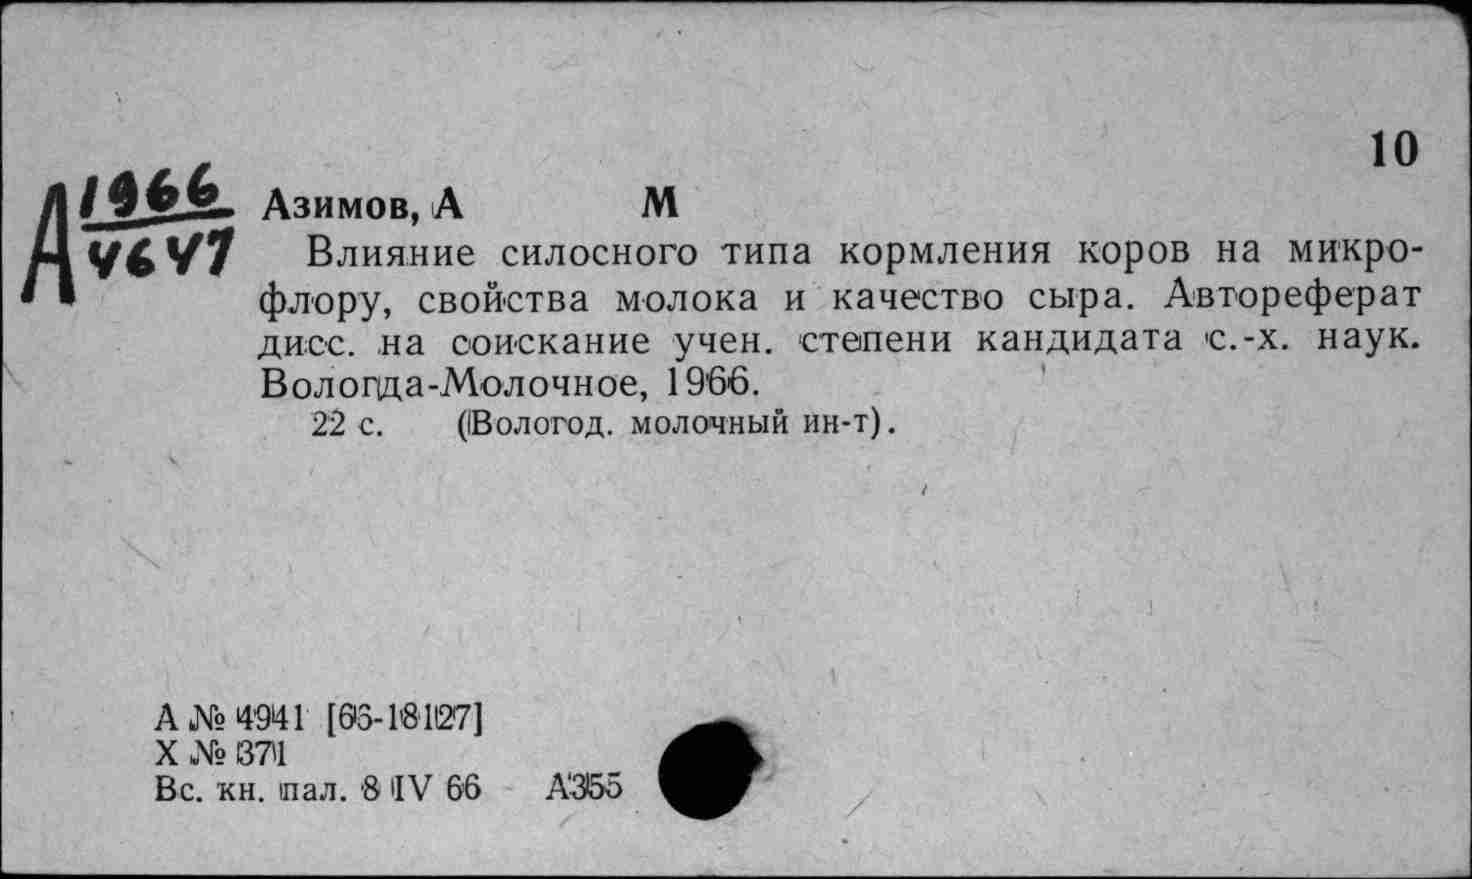 10
А 1966
4647
Азимов, А М
Влияние силосного типа кормления коров на микро-
флору, свойства молока и качество сыра. Автореферат
дисс. на соискание учен. степени кандидата с.-х. наук.
Вологда-Молочное, 1966.
22 с. (Вологод. молочный ин-т).
А № 4941 [66-18127]
Х № 371
Вс. кн. пал. 8 IV 66 А355